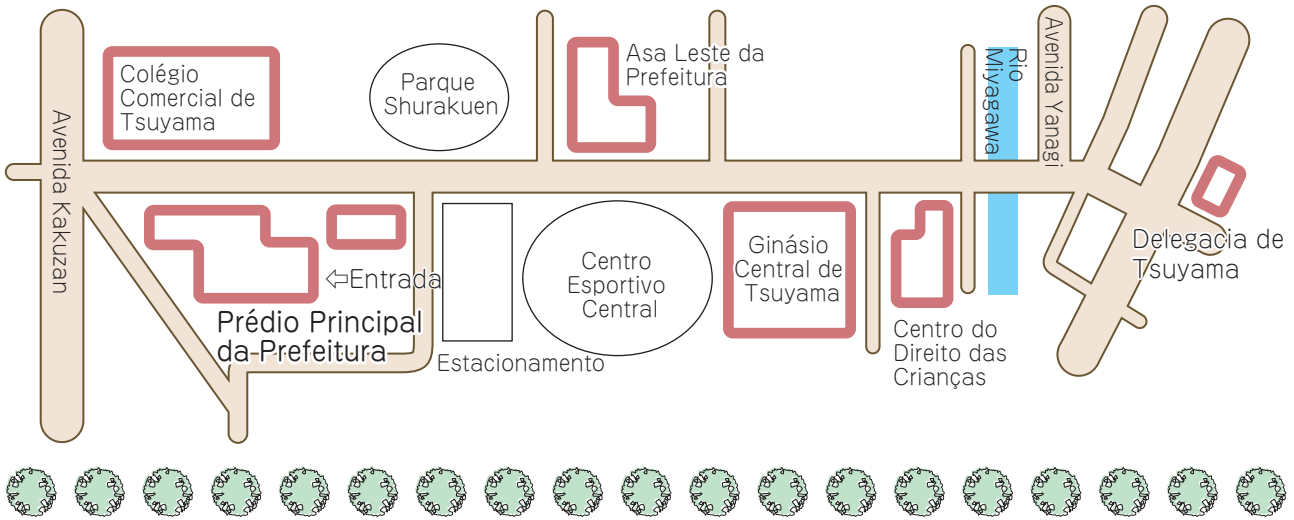 Avenida Kakuzan
Colégio
Comercial de
Tsuyama
Parque
Shurakuen
Asa Leste da
Prefeitura
Rio
Miyagawa
Avenida Yanagi
⇦Entrada
Prédio Principal
da Prefeitura
Estacionamento
Centro
Esportivo
Central
Ginásio
Central de
Tsuyama
Centro do
Direito das
Crianças
Delegacia de
Tsuyama